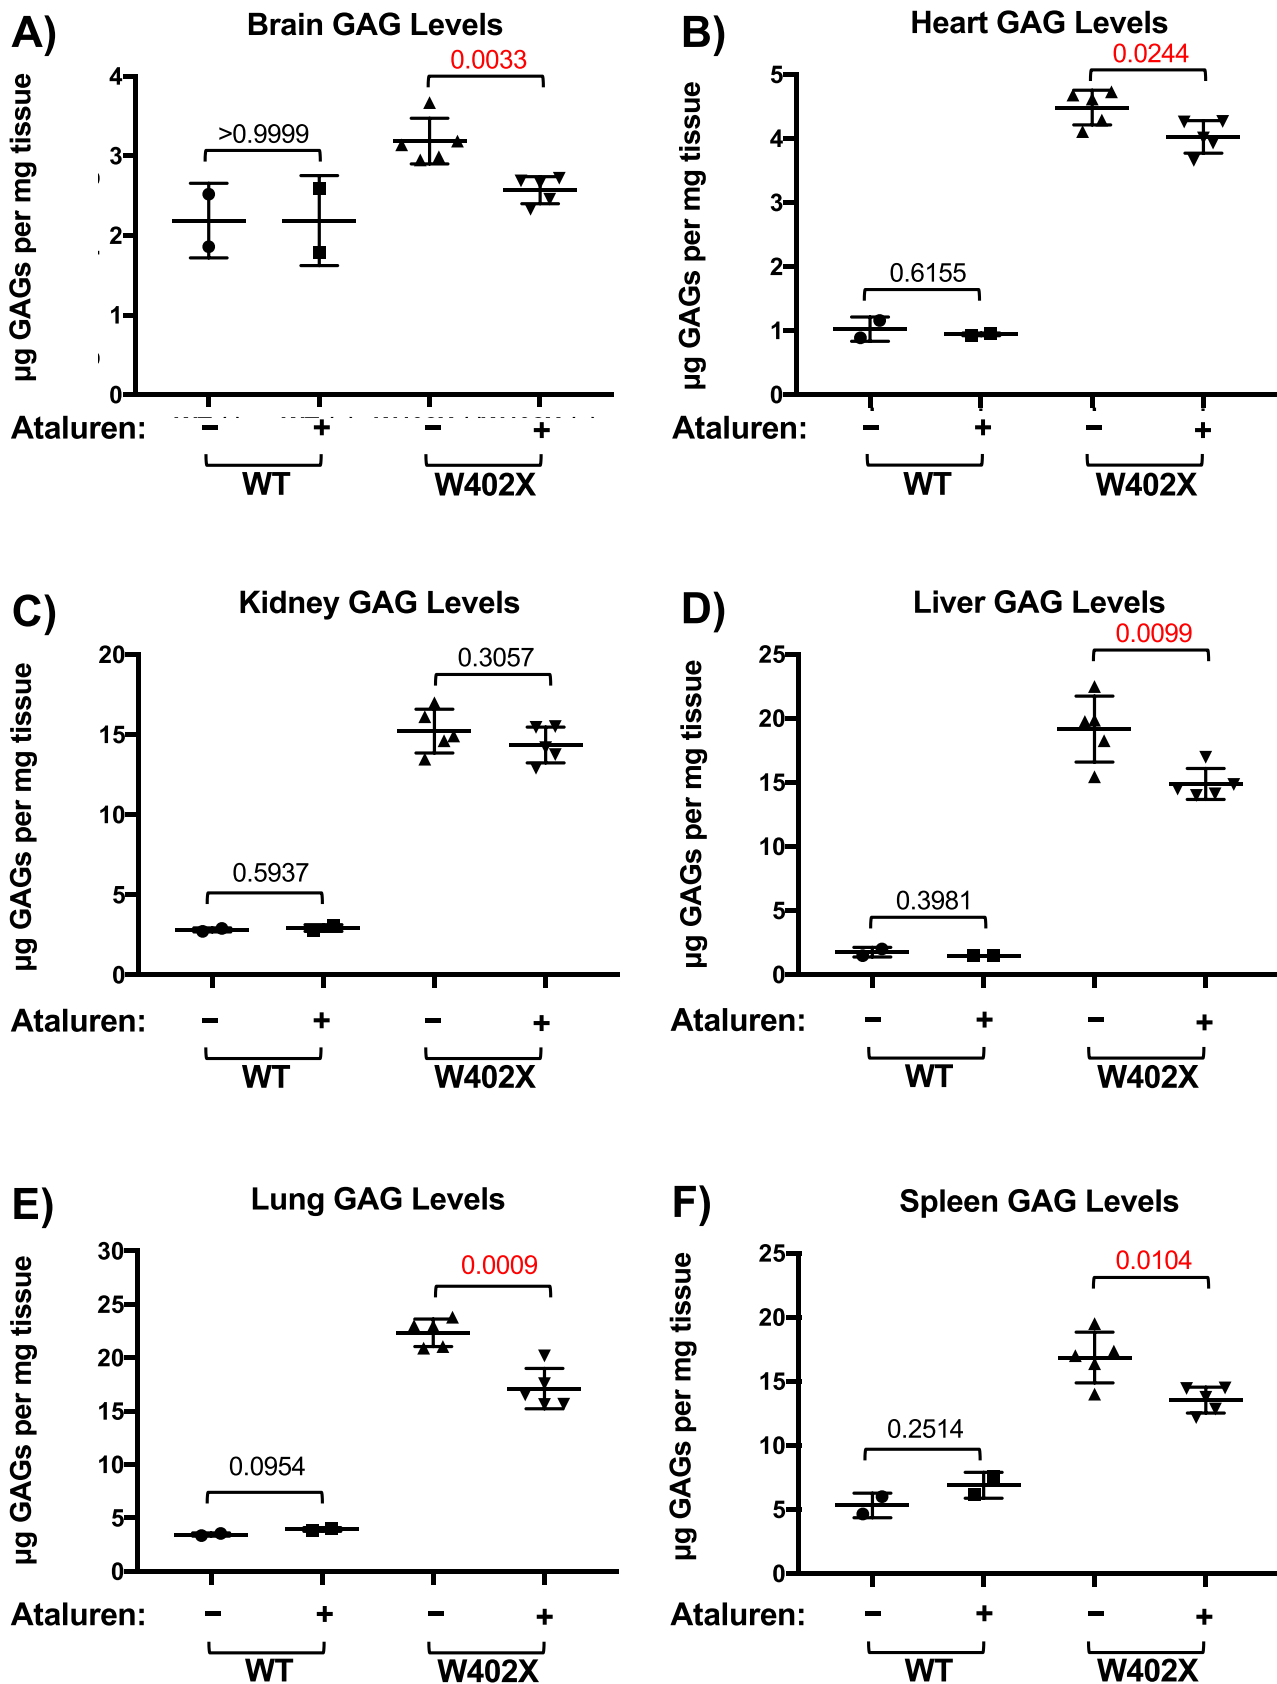 A)
Brain GAG Levels
µg GAGs per mg tissue
4
3
2
1
0
>0.9999
0.0033
Ataluren:
− + − +
WT W402X
B)
Heart GAG Levels
µg GAGs per mg tissue
5
4
3
2
1
0
0.6155
0.0244
Ataluren:
− + − +
WT W402X
C)
Kidney GAG Levels
µg GAGs per mg tissue
20
15
10
5
0
0.5937
0.3057
Ataluren:
− + − +
WT W402X
D)
Liver GAG Levels
µg GAGs per mg tissue
25
20
15
10
5
0
0.3981
0.0099
Ataluren:
− + − +
WT W402X
E)
Lung GAG Levels
µg GAGs per mg tissue
30
25
20
15
10
5
0
0.0954
0.0009
Ataluren:
− + − +
WT W402X
F)
Spleen GAG Levels
µg GAGs per mg tissue
25
20
15
10
5
0
0.2514
0.0104
Ataluren:
− + − +
WT W402X